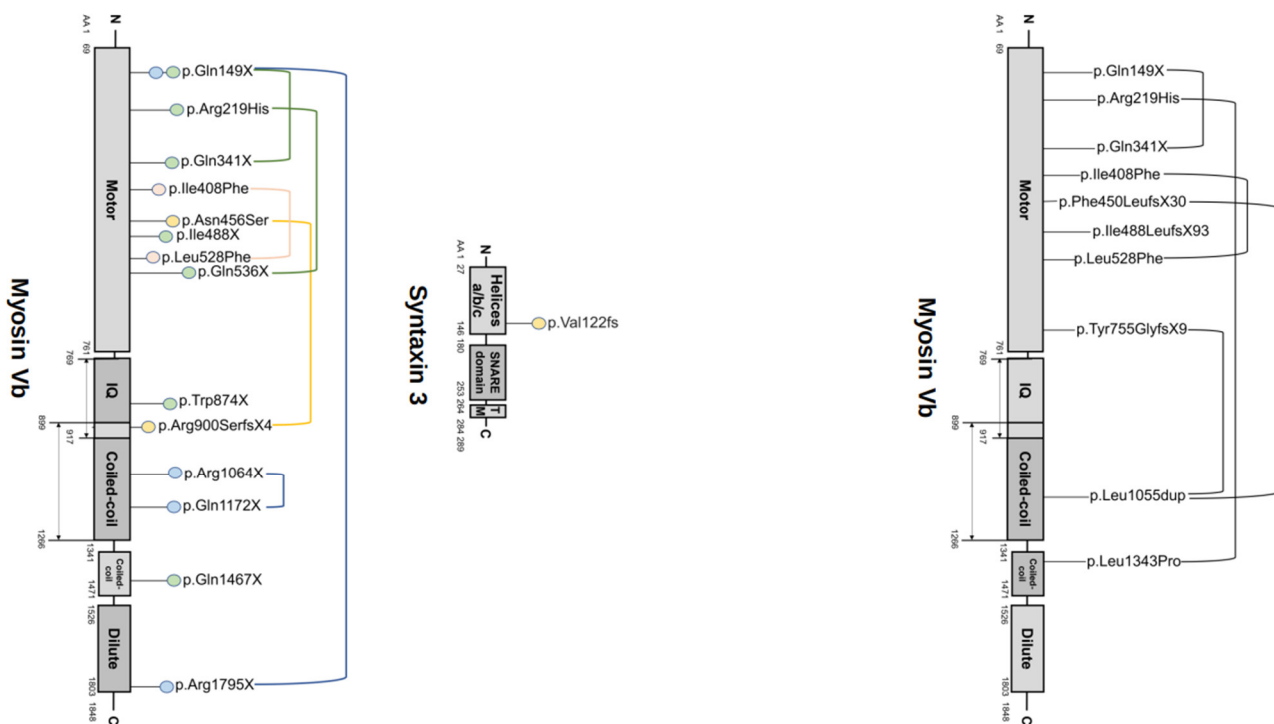 N
AA 1
69
Motor
761
769
IQ
899
917
Coiled-coil
1266
1341
Coiled-
coil
1471
1526
Dilute
1803
1848
C
p.Gln149X
p.Arg219His
p.Gln341X
p.Ile408Phe
p.Asn456Ser
p.Ile488X
p.Leu528Phe
p.Gln536X
p.Trp874X
p.Arg900SerfsX4
p.Arg1064X
p.Gln1172X
p.Gln1467X
p.Arg1795X
Myosin Vb
N
AA 1
27
Helices
a/b/c
146
180
SNARE
domain
253
264
T
M
284
289
C
p.Val122fs
Syntaxin 3
N
AA 1
69
Motor
761
769
IQ
899
917
Coiled-coil
1266
1341
Coiled-
coil
1471
1526
Dilute
1803
1848
C
p.Gln149X
p.Arg219His
p.Gln341X
p.Ile408Phe
p.Phe450LeufsX30
p.Ile488LeufsX93
p.Leu528Phe
p.Tyr755GlyfsX9
p.Leu1055dup
p.Leu1343Pro
Myosin Vb